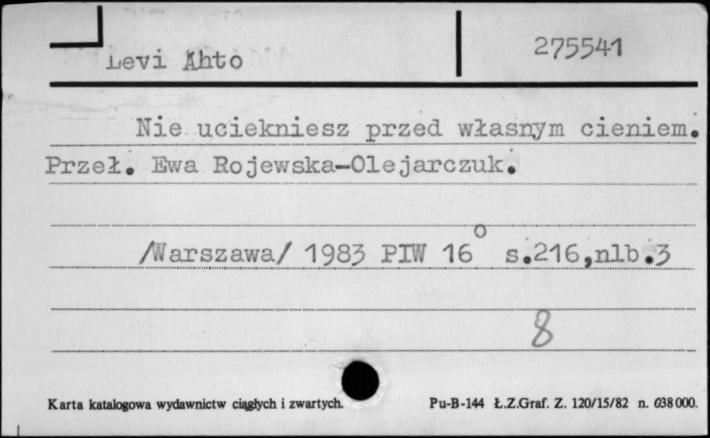 Levi Ahto 275541
Nie uciekniesz przed własnym cieniem.
Przeł. Ewa Rojewska-Olejarczuk.
/Warszawa/ 1983 PIW 16° s.216,nlb.3
8
Karta katalogowa wydawnictw ciągłych i zwartych. Pu-B-144 Ł.Z.Graf. Z. 120/15/82 n. 638000.